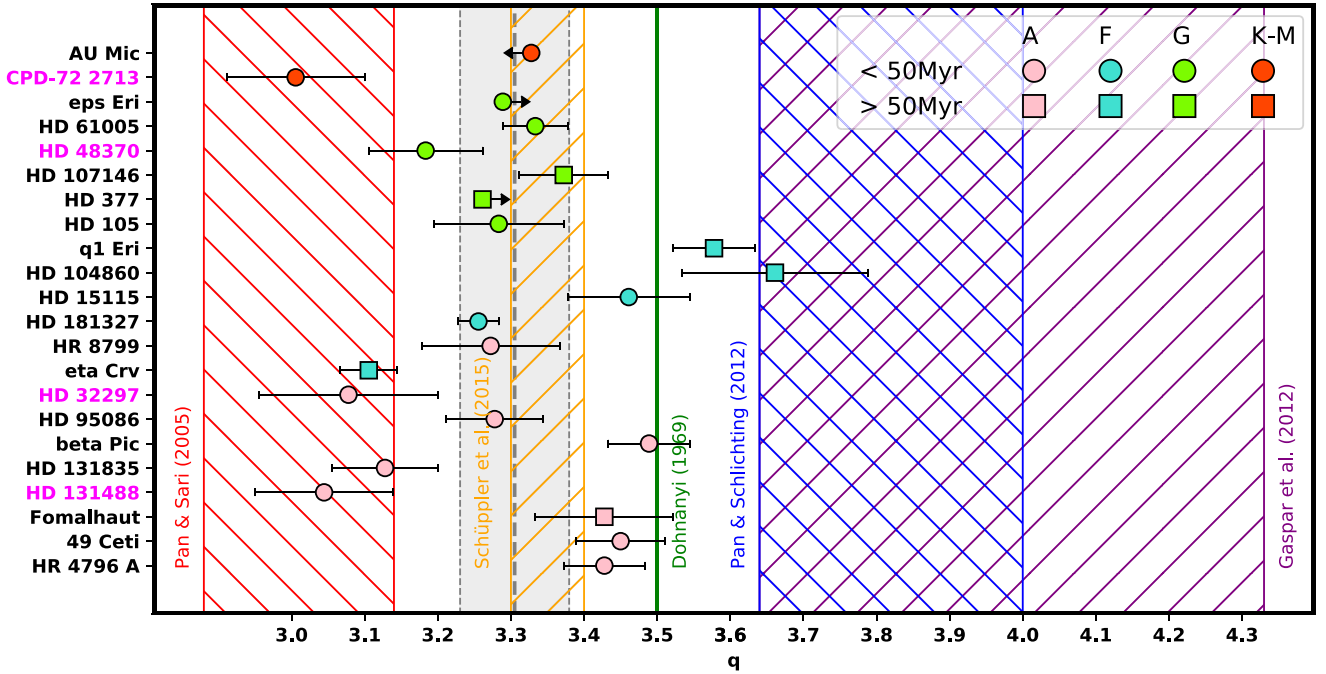 A F G K-M
< 50Myr
> 50Myr
AU Mic
CPD-72 2713
eps Eri
HD 61005
HD 48370
HD 107146
HD 377
HD 105
q1 Eri
HD 104860
HD 15115
HD 181327
HR 8799
eta Crv
HD 32297
HD 95086
beta Pic
HD 131835
HD 131488
Fomalhaut
49 Ceti
HR 4796 A
Pan & Sari (2005)
Schüppler et al. (2015)
Dohnanyi (1969)
Pan & Schlichting (2012)
Gaspar et al. (2012)
3.0 3.1 3.2 3.3 3.4 3.5 3.6 3.7 3.8 3.9 4.0 4.1 4.2 4.3
q